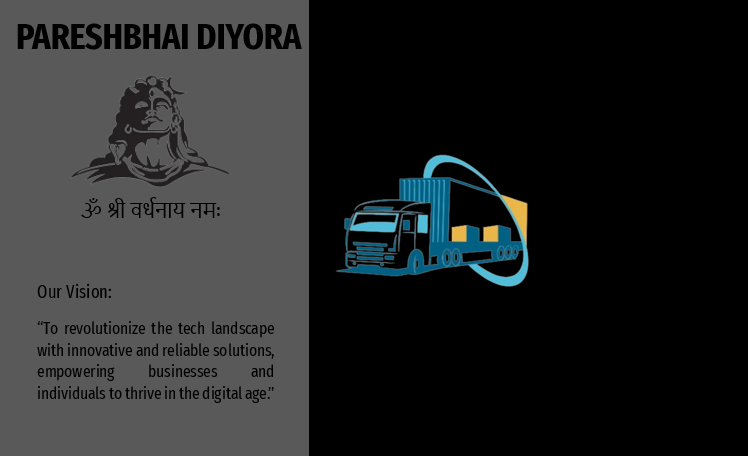 PARESHBHAI DIYORA
ॐ श्री वर्धनाय नमः
Our Vision:
“To revolutionize the tech landscape
with innovative and reliable solutions,
empowering businesses and
individuals to thrive in the digital age.”